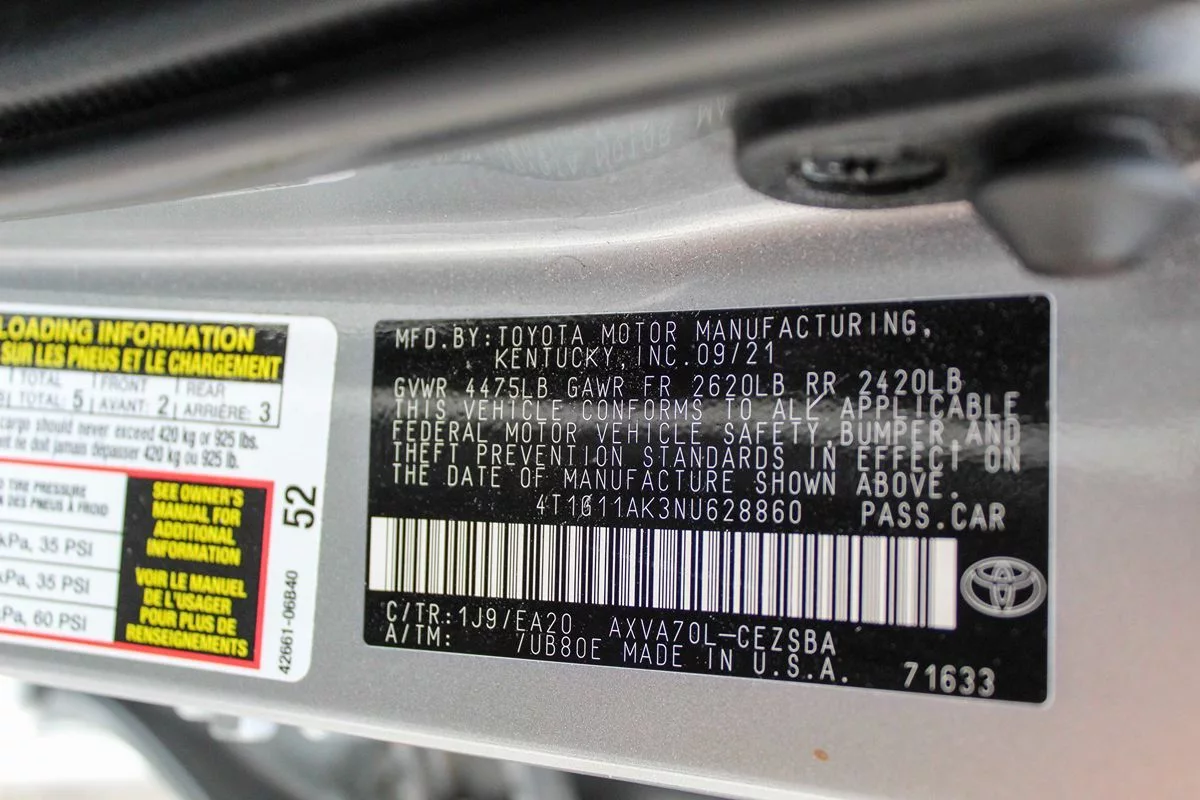 LOADING INFORMATION
SUR LES PNEUS ET LE CHARGEMENT
TOTAL FRONT REAR
TOTAL: 5 AVANT: 2 ARRIÈRE: 3
cargo should never exceed 420 kg or 925 lbs.
ne doit jamais dépasser 420 kg ou 925 lb.
TIRE PRESSURE
DES PNEUS À FROID
kPa, 35 PSI
kPa, 35 PSI
kPa, 60 PSI
SEE OWNER'S
MANUAL FOR
ADDITIONAL
INFORMATION
VOIR LE MANUEL
DE L'USAGER
POUR PLUS DE
RENSEIGNEMENTS
52
42661-06B40
MFD.BY:TOYOTA MOTOR MANUFACTURING,
KENTUCKY, INC.09/21
GVWR 4475LB GAWR FR 2620LB RR 2420LB
THIS VEHICLE CONFORMS TO ALL APPLICABLE
FEDERAL MOTOR VEHICLE SAFETY,BUMPER,AND
THEFT PREVENTION STANDARDS IN EFFECT ON
THE DATE OF MANUFACTURE SHOWN ABOVE.
4T1G11AK3NU628860 PASS.CAR
C/TR:1J9/EA20 AXVA70L-CEZSBA
A/TM: /UB80E MADE IN U.S.A.
71633